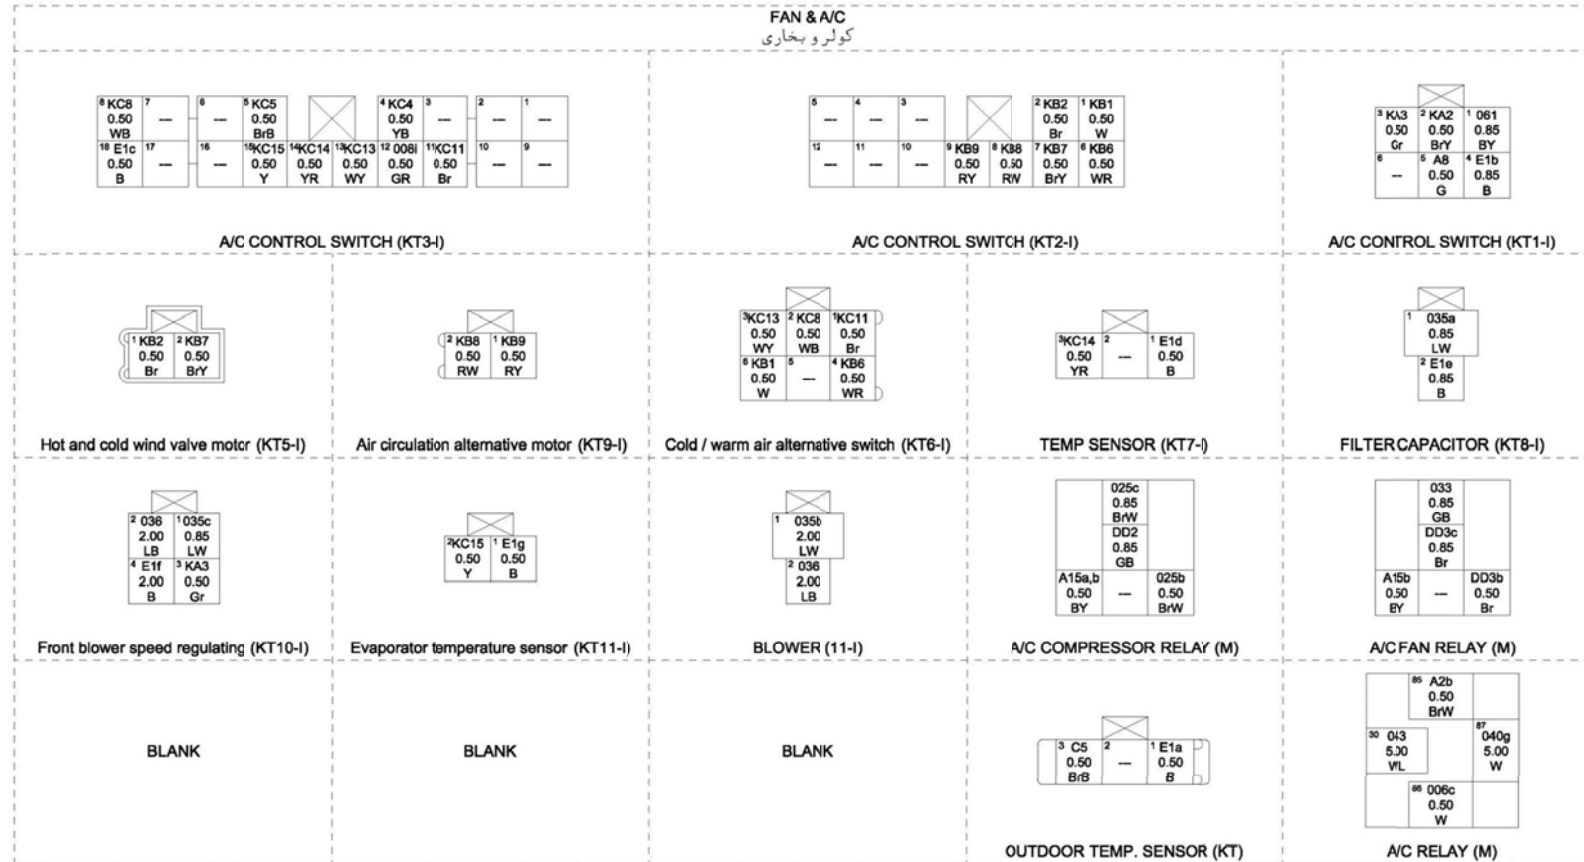 FAN & A/C
کولر و بخاری
8 KC8 7 6 5 KC5 4 KC4 3 2 1
0.50 --- --- 0.50 0.50 --- --- ---
WB BrB YB
18 E1c 17 16 15 KC15 14 KC14 13 KC13 12 008i 11 KC11 10 9
0.50 --- --- 0.50 0.50 0.50 0.50 0.50 --- ---
B Y YR WY GR Br
A/C CONTROL SWITCH (KT3-I)
5 4 3 2 KB2 1 KB1
--- --- --- 0.50 0.50
Br W
12 11 10 9 KB9 8 KB8 7 KB7 6 KB6
--- --- --- 0.50 0.50 0.50 0.50
RY RW BrY WR
A/C CONTROL SWITCH (KT2-I)
3 KA3 2 KA2 1 061
0.50 0.50 0.85
Gr BrY BY
6 5 A8 4 E1b
--- 0.50 0.85
G B
A/C CONTROL SWITCH (KT1-I)
1 KB2 2 KB7
0.50 0.50
Br BrY
Hot and cold wind valve motor (KT5-I)
2 KB8 1 KB9
0.50 0.50
RW RY
Air circulation alternative motor (KT9-I)
3 KC13 2 KC8 1 KC11
0.50 0.50 0.50
WY WB Br
6 KB1 5 4 KB6
0.50 --- 0.50
W WR
Cold / warm air alternative switch (KT6-I)
3 KC14 2 1 E1d
0.50 --- 0.50
YR B
TEMP SENSOR (KT7-I)
1 035a
0.85
LW
2 E1e
0.85
B
FILTER CAPACITOR (KT8-I)
2 036 1 035c
2.00 0.85
LB LW
4 E1f 3 KA3
2.00 0.50
B Gr
Front blower speed regulating (KT10-I)
2 KC15 1 E1g
0.50 0.50
Y B
Evaporator temperature sensor (KT11-I)
1 035b
2.00
LW
2 036
2.00
LB
BLOWER (11-I)
025c
0.85
BrW
DD2
0.85
GB
A15a,b 025b
0.50 --- 0.50
BY BrW
A/C COMPRESSOR RELAY (M)
033
0.85
GB
DD3c
0.85
Br
A15b DD3b
0.50 --- 0.50
BY Br
A/C FAN RELAY (M)
BLANK
BLANK
BLANK
3 C5 2 1 E1a
0.50 --- 0.50
BrB B
OUTDOOR TEMP. SENSOR (KT)
85 A2b
0.50
BrW
30 043 87 040g
5.00 5.00
WL W
86 006c
0.50
W
A/C RELAY (M)